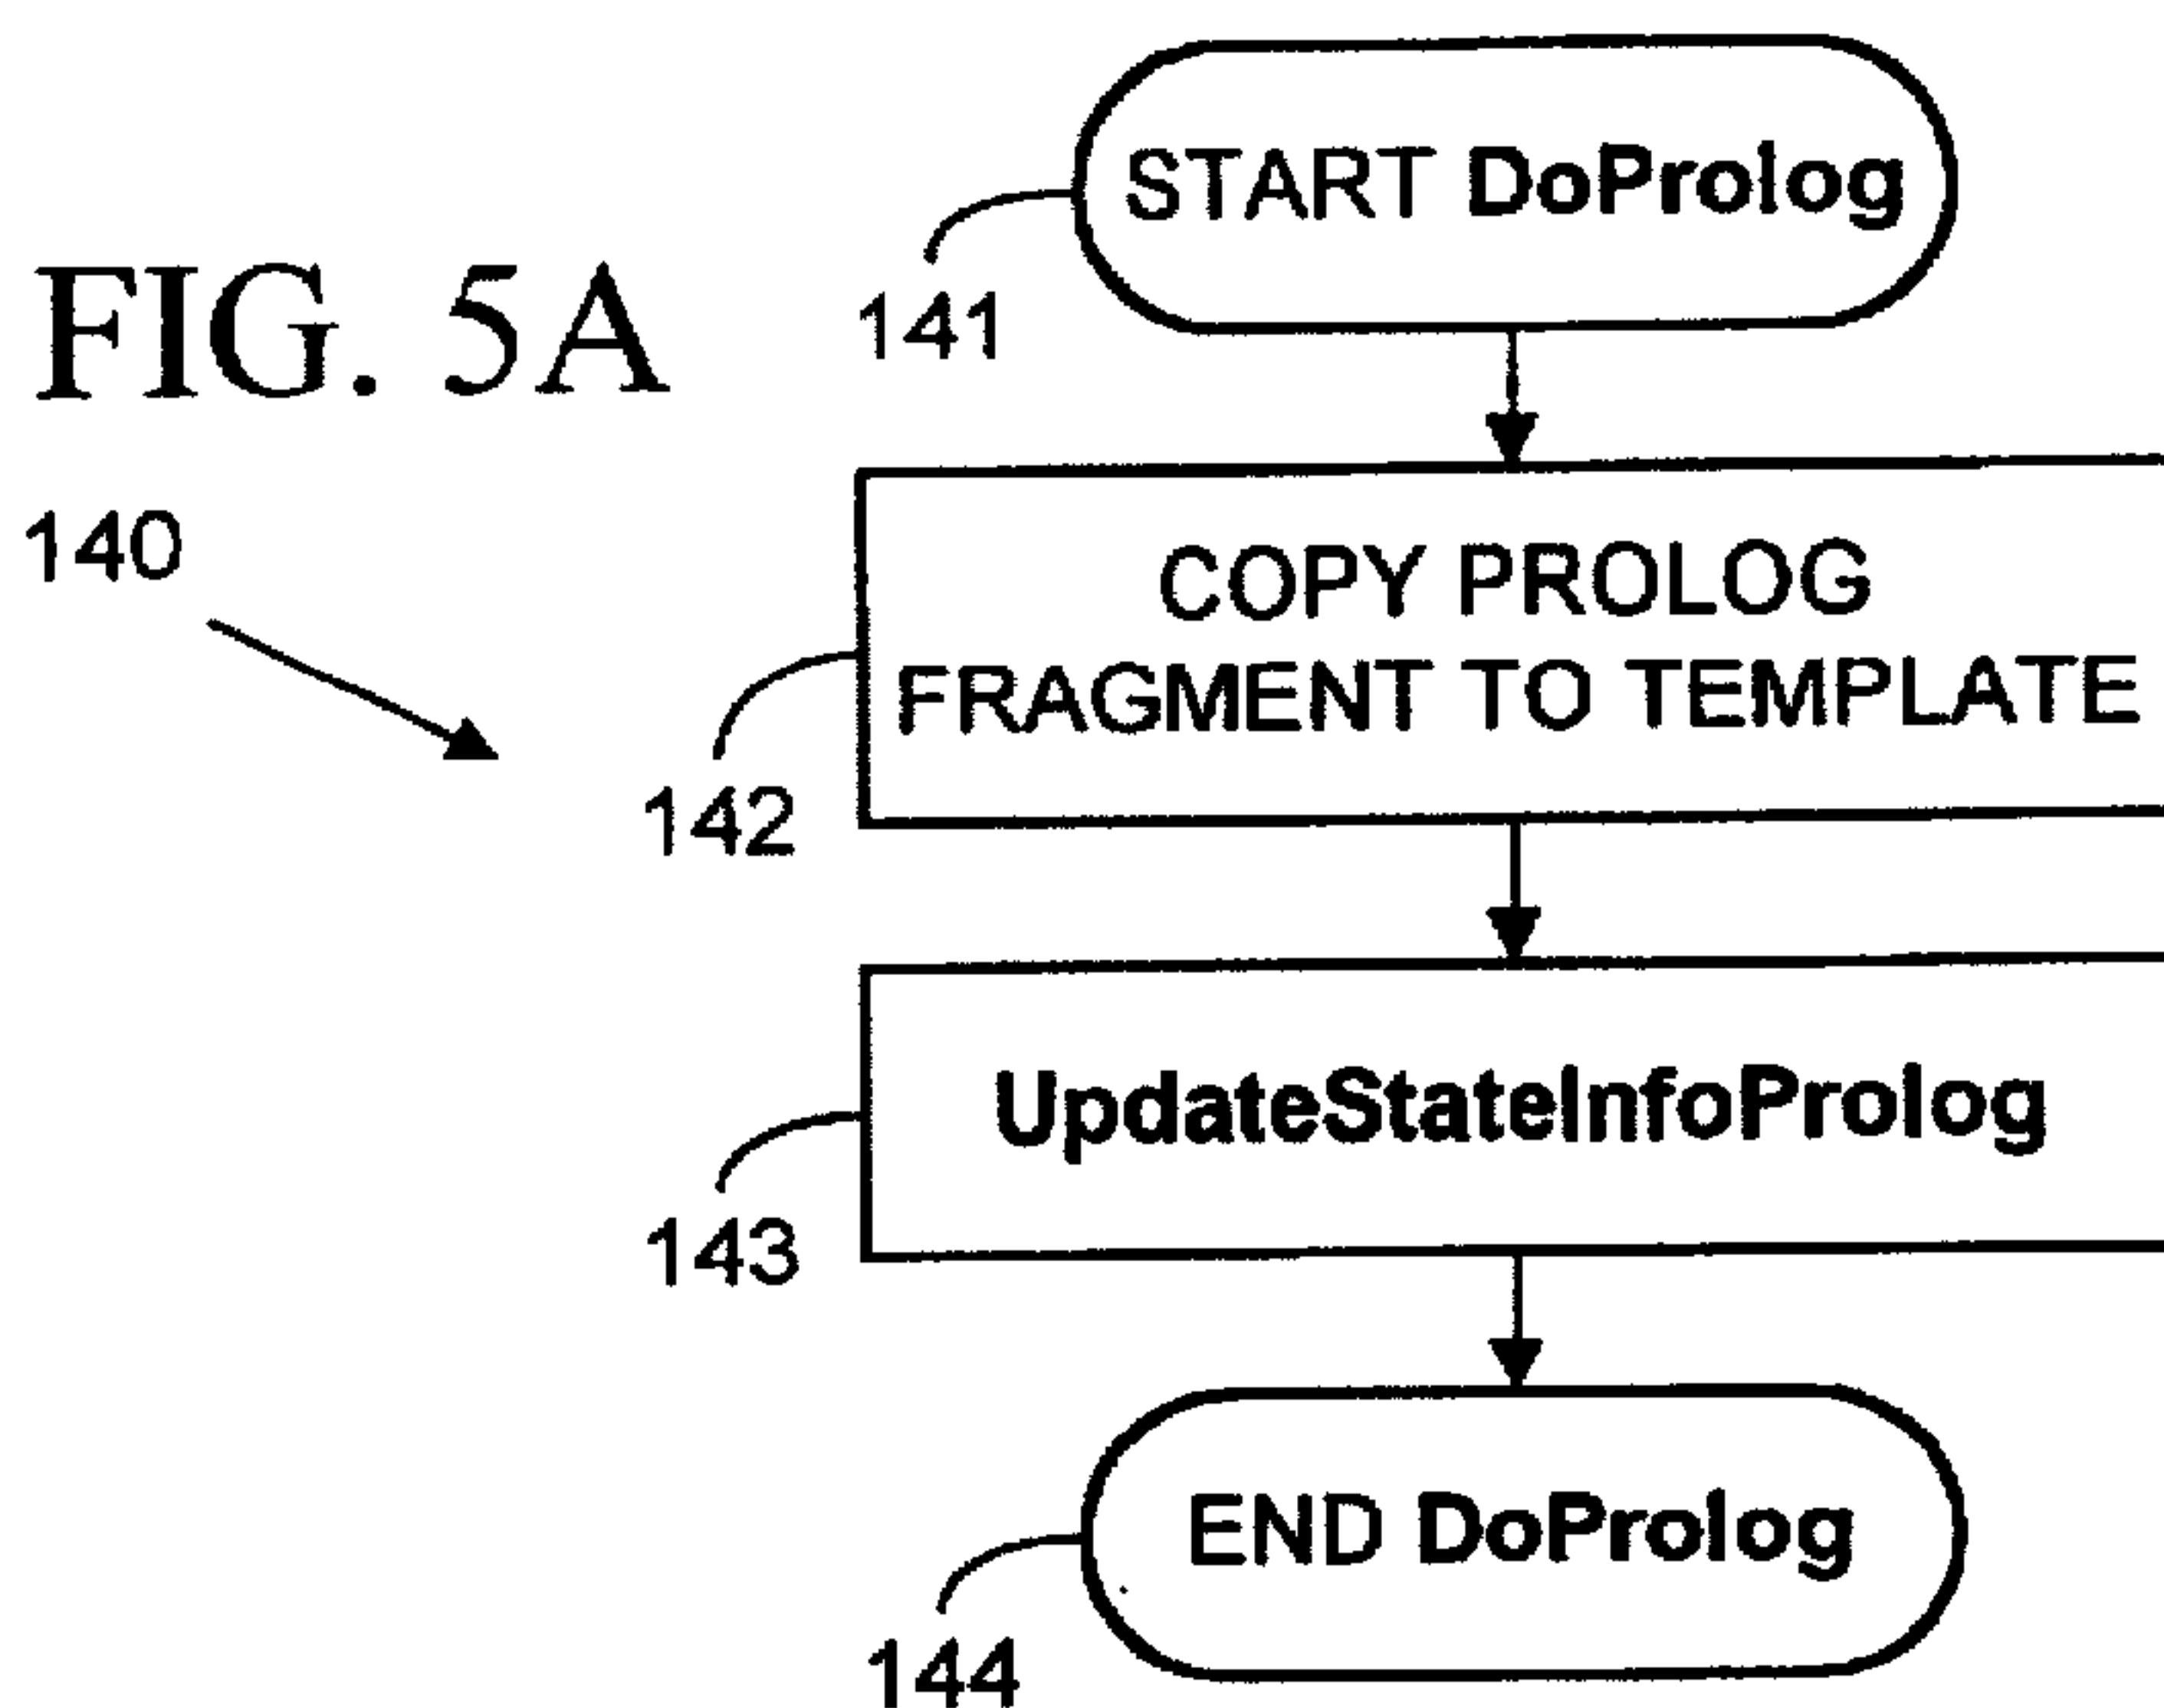 START DoProlog
FIG. 5A
141
140
COPY PROLOG
FRAGMENT TO TEMPLATE
142
UpdateStateInfoProlog
143
END DoProlog
144